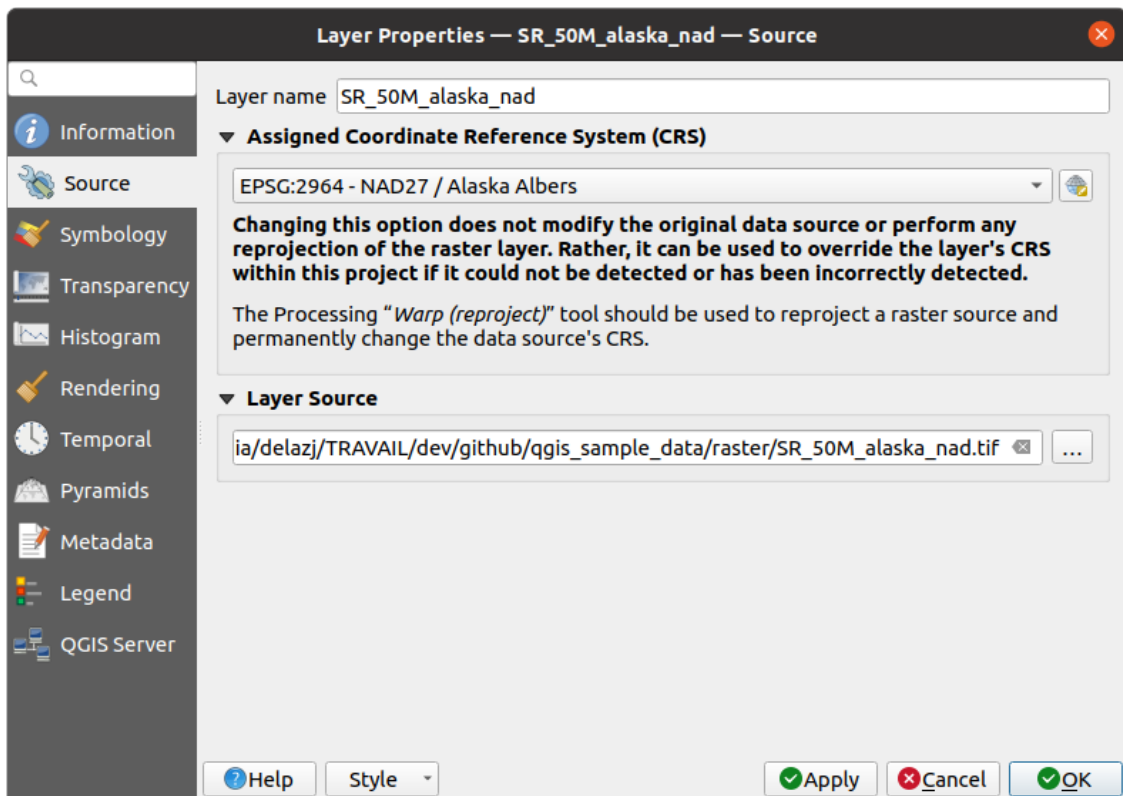 Layer Properties — SR_50M_alaska_nad — Source
Information
Source
Symbology
Transparency
Histogram
Rendering
Temporal
Pyramids
Metadata
Legend
QGIS Server
Layer name SR_50M_alaska_nad
Assigned Coordinate Reference System (CRS)
EPSG:2964 - NAD27 / Alaska Albers
Changing this option does not modify the original data source or perform any
reprojection of the raster layer. Rather, it can be used to override the layer's CRS
within this project if it could not be detected or has been incorrectly detected.
The Processing “Warp (reproject)” tool should be used to reproject a raster source and
permanently change the data source's CRS.
Layer Source
ia/delazj/TRAVAIL/dev/github/qgis_sample_data/raster/SR_50M_alaska_nad.tif ...
Help Style Apply Cancel OK